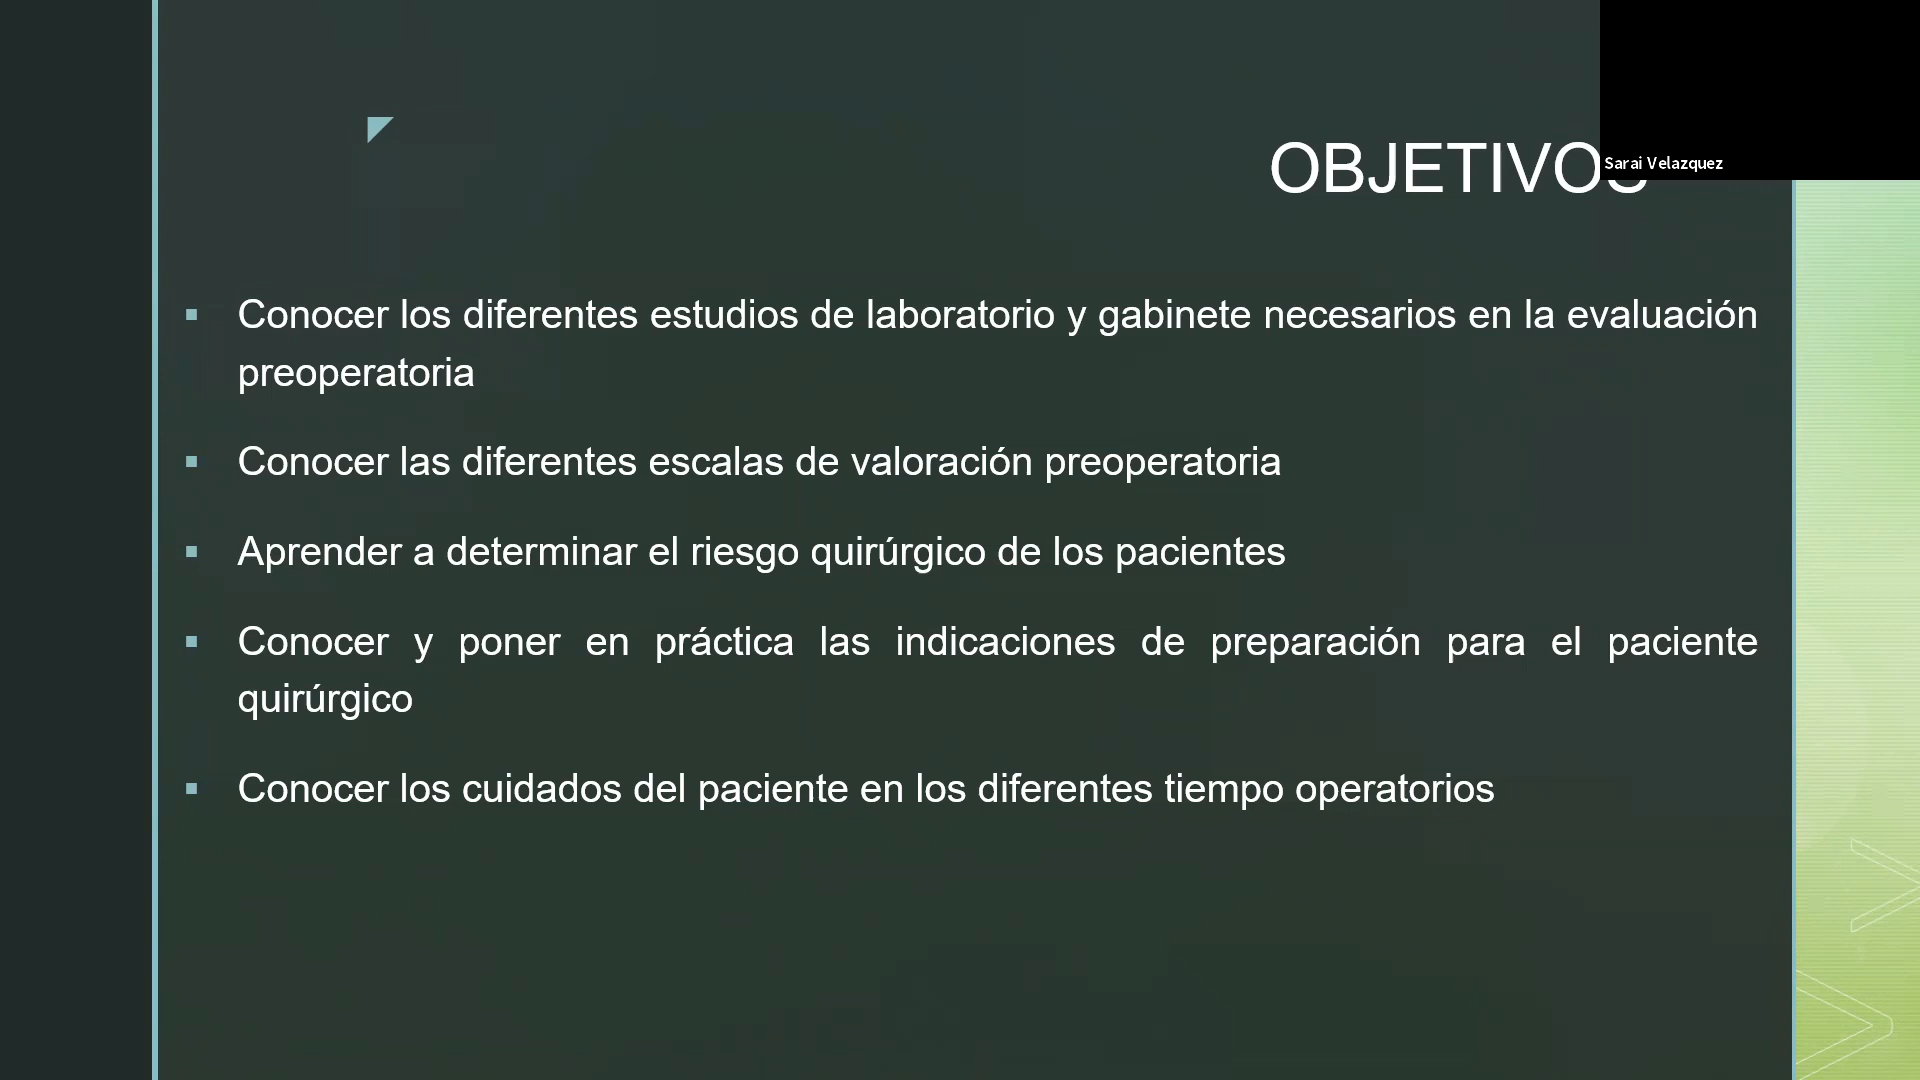 OBJETIVOS
Sarai Velazquez
▪ Conocer los diferentes estudios de laboratorio y gabinete necesarios en la evaluación
preoperatoria
▪ Conocer las diferentes escalas de valoración preoperatoria
▪ Aprender a determinar el riesgo quirúrgico de los pacientes
▪ Conocer y poner en práctica las indicaciones de preparación para el paciente
quirúrgico
▪ Conocer los cuidados del paciente en los diferentes tiempo operatorios